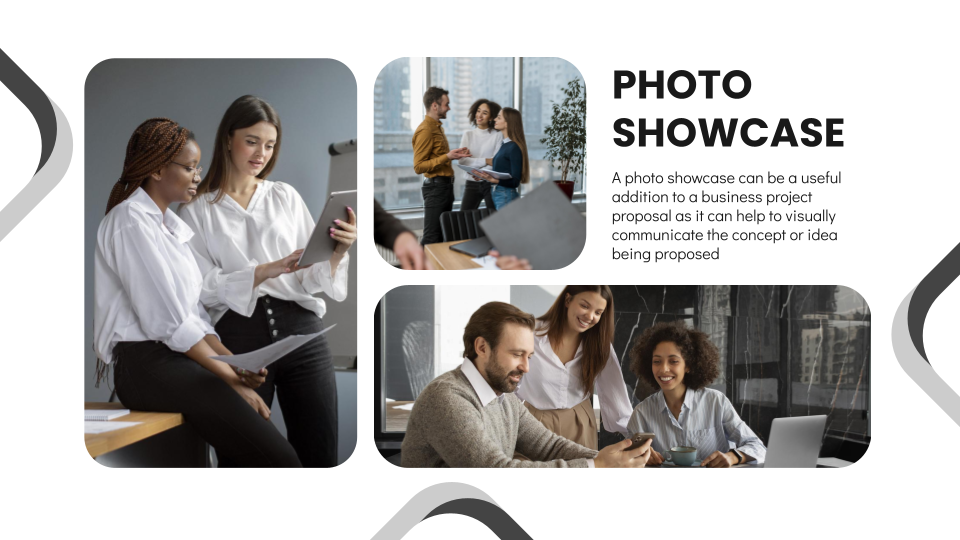 PHOTO
SHOWCASE
A photo showcase can be a useful
addition to a business project
proposal as it can help to visually
communicate the concept or idea
being proposed